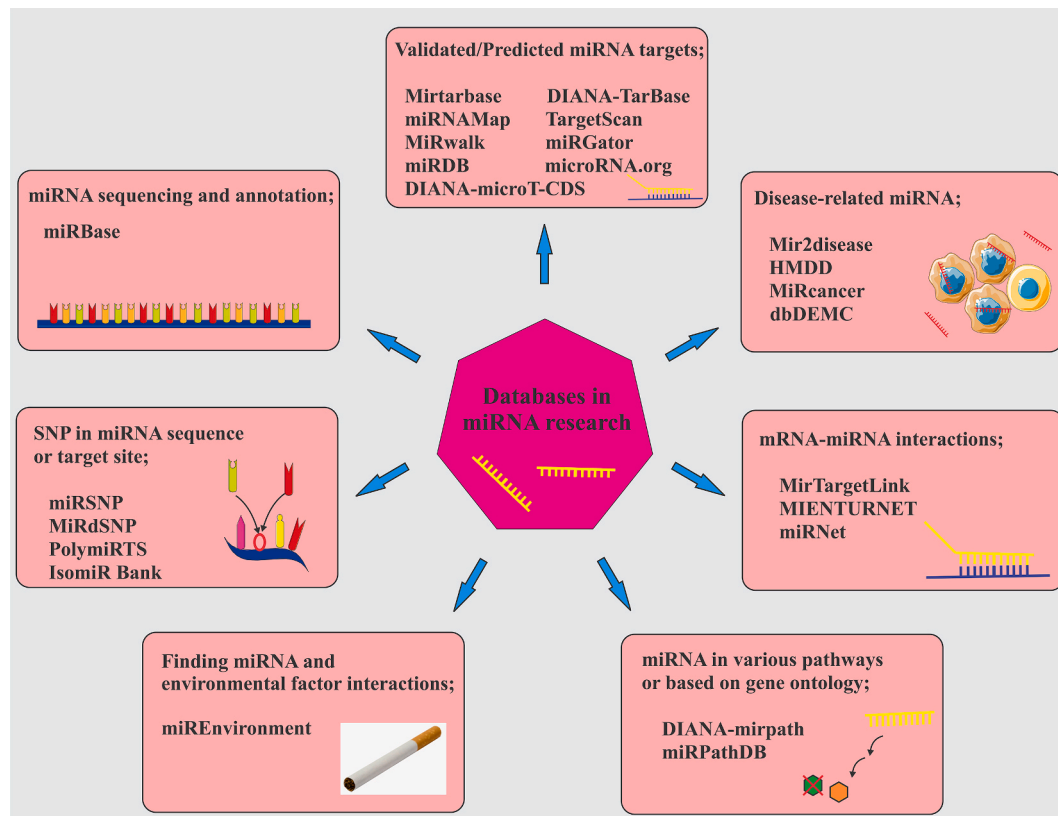 Validated/Predicted miRNA targets;
Mirtarbase DIANA-TarBase
miRNAMap TargetScan
MiRwalk miRGator
miRDB microRNA.org
DIANA-microT-CDS
miRNA sequencing and annotation;
miRBase
Disease-related miRNA;
Mir2disease
HMDD
MiRcancer
dbDEMC
Databases in
miRNA research
SNP in miRNA sequence
or target site;
miRSNP
MiRdSNP
PolymiRTS
IsomiR Bank
mRNA-miRNA interactions;
MirTargetLink
MIENTURNET
miRNet
Finding miRNA and
environmental factor interactions;
miREnvironment
miRNA in various pathways
or based on gene ontology;
DIANA-mirpath
miRPathDB